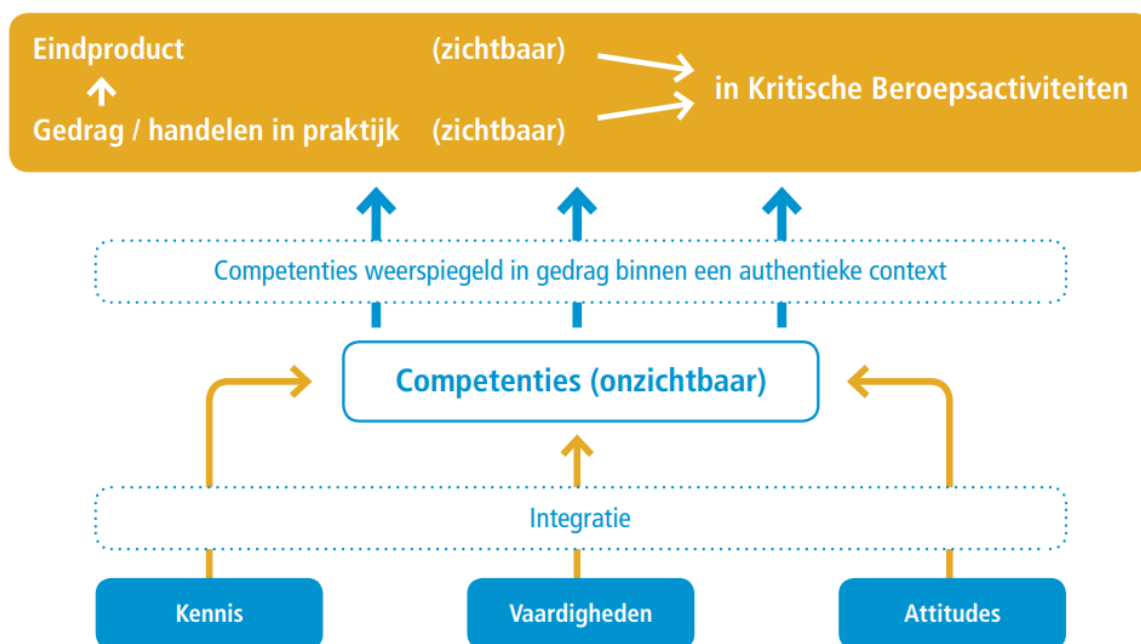 Eindproduct (zichtbaar)
in Kritische Beroepsactiviteiten
Gedrag / handelen in praktijk (zichtbaar)
Competenties weerspiegeld in gedrag binnen een authentieke context
Competenties (onzichtbaar)
Integratie
Kennis
Vaardigheden
Attitudes